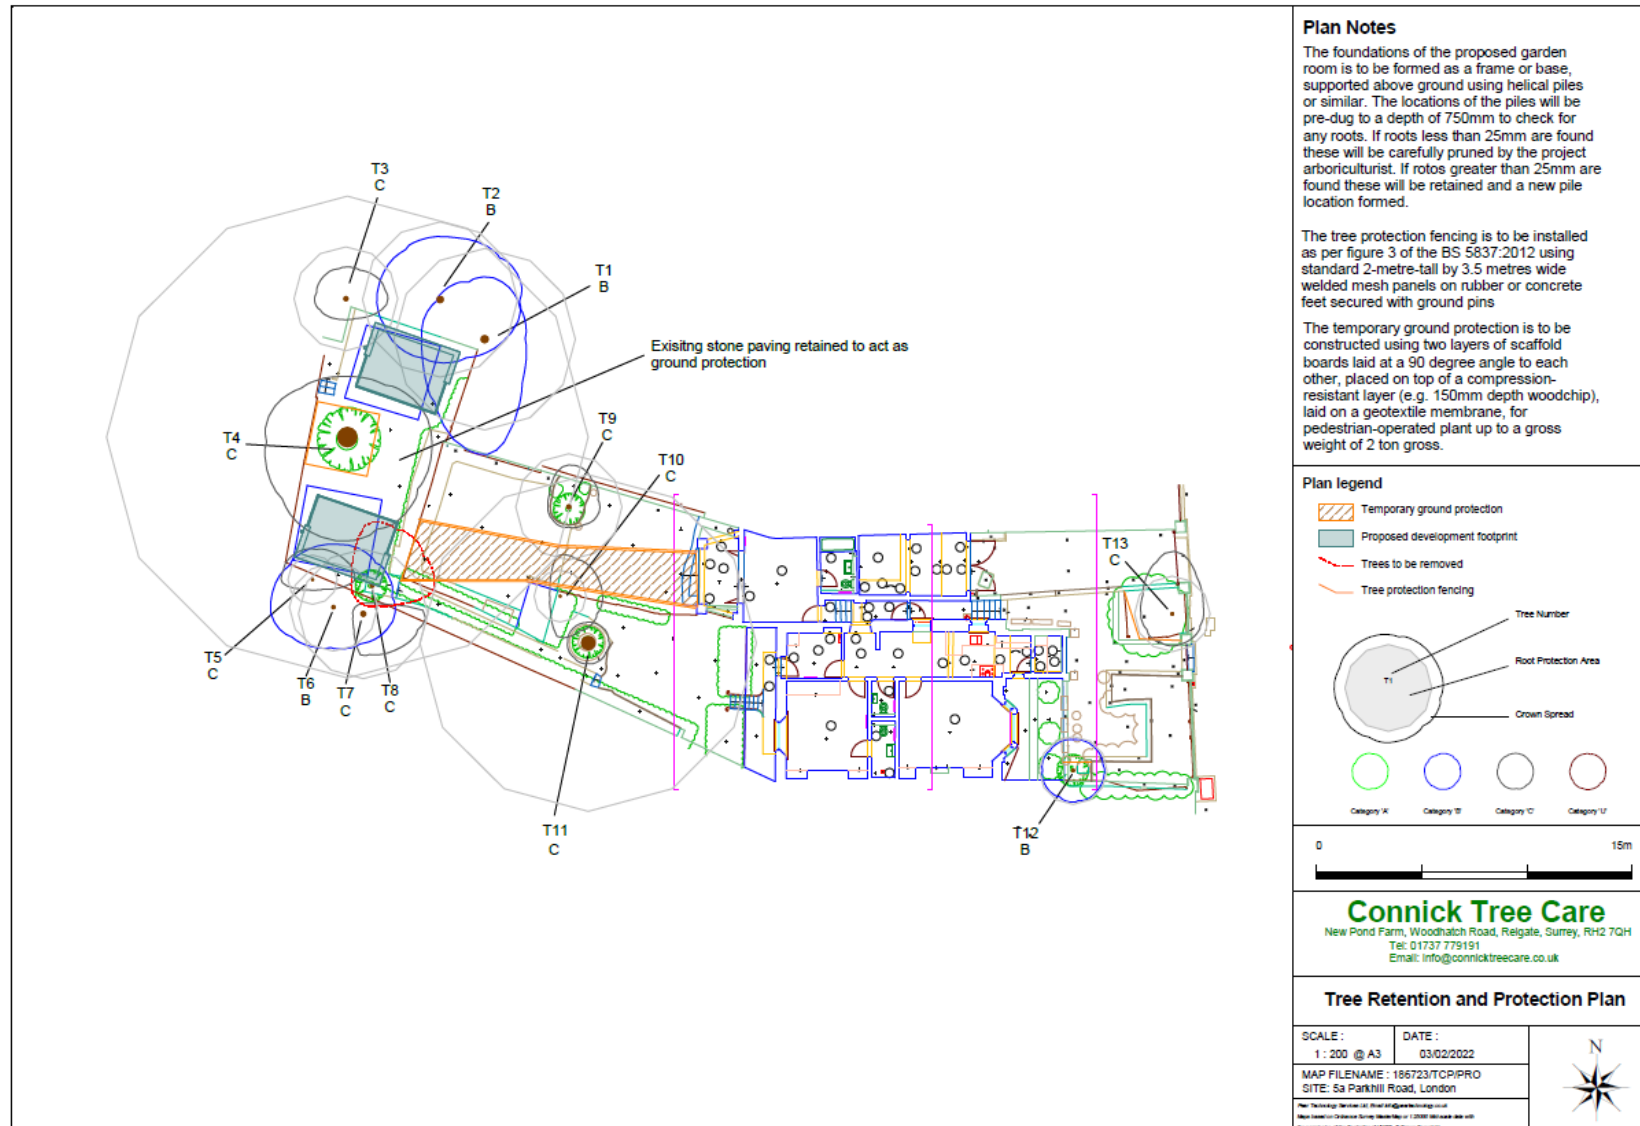 Plan Notes
The foundations of the proposed garden
room is to be formed as a frame or base,
supported above ground using helical piles
or similar. The locations of the piles will be
pre-dug to a depth of 750mm to check for
any roots. If roots less than 25mm are found
these will be carefully pruned by the project
arboriculturist. If rotos greater than 25mm are
found these will be retained and a new pile
location formed.
The tree protection fencing is to be installed
as per figure 3 of the BS 5837:2012 using
standard 2-metre-tall by 3.5 metres wide
welded mesh panels on rubber or concrete
feet secured with ground pins
The temporary ground protection is to be
constructed using two layers of scaffold
boards laid at a 90 degree angle to each
other, placed on top of a compression-
resistant layer (e.g. 150mm depth woodchip),
laid on a geotextile membrane, for
pedestrian-operated plant up to a gross
weight of 2 ton gross.
T3
C
T2
B
T1
B
Exisitng stone paving retained to act as
ground protection
T4
C
T9
C
T10
C
T13
C
T5
C
T6
B
T7
C
T8
C
T11
C
T12
B
Plan legend
Temporary ground protection
Proposed development footprint
Trees to be removed
Tree protection fencing
Tree Number
Root Protection Area
T1
Crown Spread
Category 'A' Category 'B' Category 'C' Category 'U'
0 15m
Connick Tree Care
New Pond Farm, Woodhatch Road, Reigate, Surrey, RH2 7QH
Tel: 01737 779191
Email: info@connicktreecare.co.uk
Tree Retention and Protection Plan
SCALE : DATE :
1 : 200 @ A3 03/02/2022
MAP FILENAME : 186723/TCP/PRO
SITE: 5a Parkhill Road, London
N